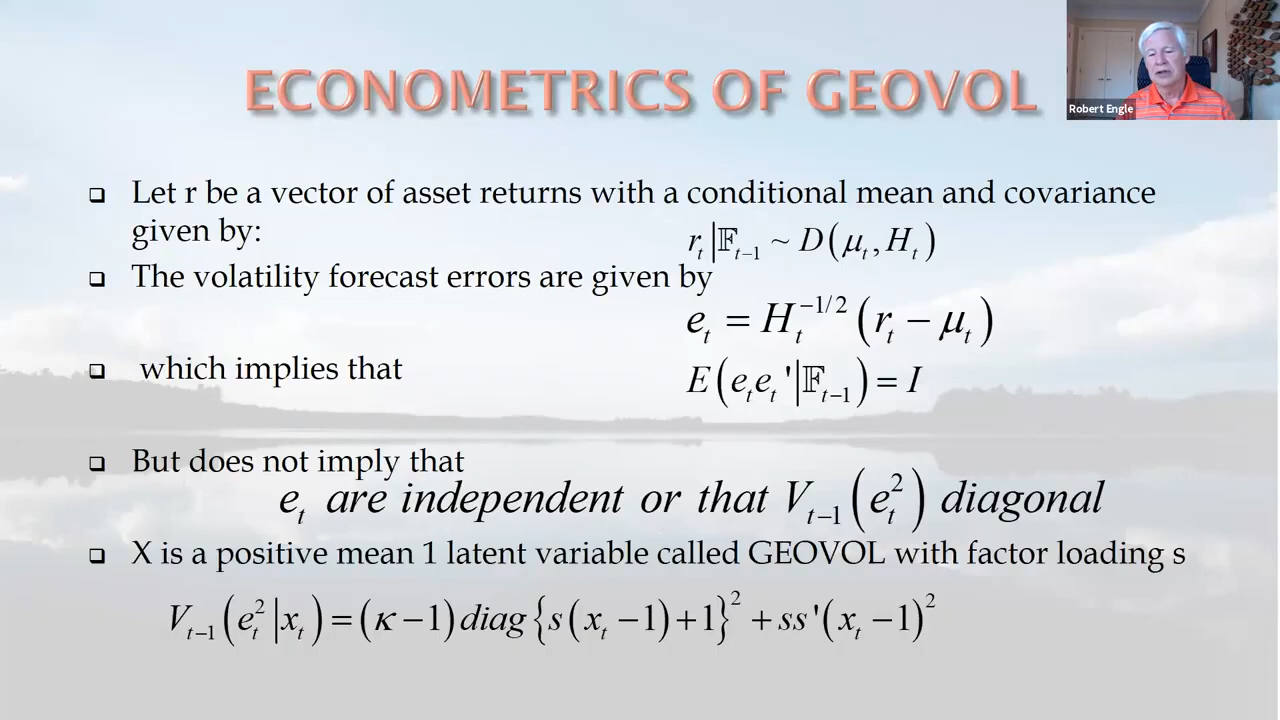 ECONOMETRICS OF GEOVOL
Robert Engle
❑ Let r be a vector of asset returns with a conditional mean and covariance
given by:
r_t|𝔽_{t−1} ~ D(μ_t, H_t)
❑ The volatility forecast errors are given by
e_t = H_t^{−1/2}(r_t − μ_t)
❑ which implies that
E(e_t e_t'|𝔽_{t−1}) = I
❑ But does not imply that
e_t are independent or that V_{t−1}(e_t^2) diagonal
❑ X is a positive mean 1 latent variable called GEOVOL with factor loading s
V_{t−1}(e_t^2|x_t) = (κ − 1)diag{s(x_t − 1) + 1}^2 + ss'(x_t − 1)^2